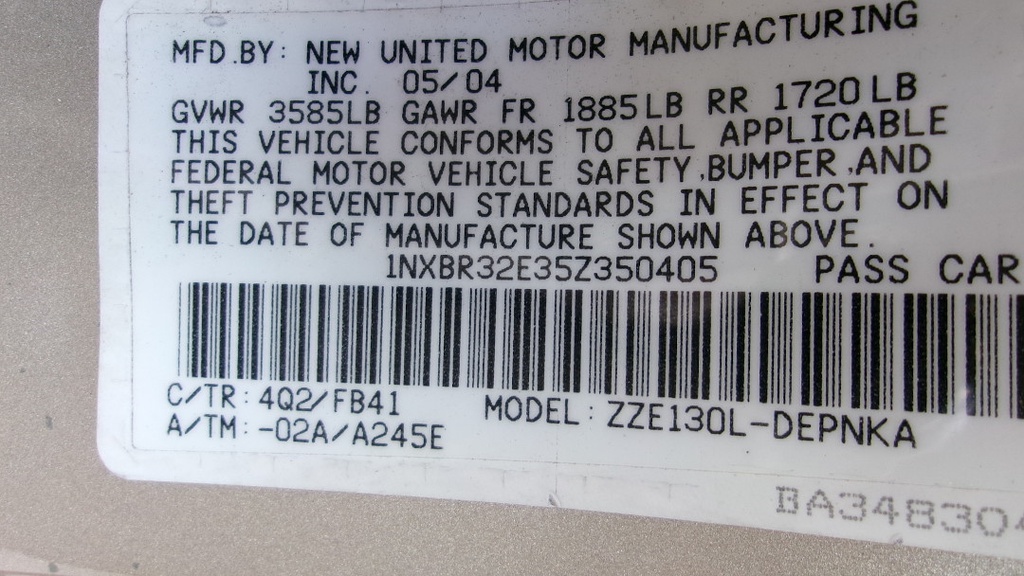 MFD.BY: NEW UNITED MOTOR MANUFACTURING
INC. 05/04
GVWR 3585LB GAWR FR 1885LB RR 1720LB
THIS VEHICLE CONFORMS TO ALL APPLICABLE
FEDERAL MOTOR VEHICLE SAFETY,BUMPER,AND
THEFT PREVENTION STANDARDS IN EFFECT ON
THE DATE OF MANUFACTURE SHOWN ABOVE.
1NXBR32E35Z350405 PASS CAR
C/TR: 4Q2/FB41 MODEL: ZZE130L-DEPNKA
A/TM: -02A/A245E